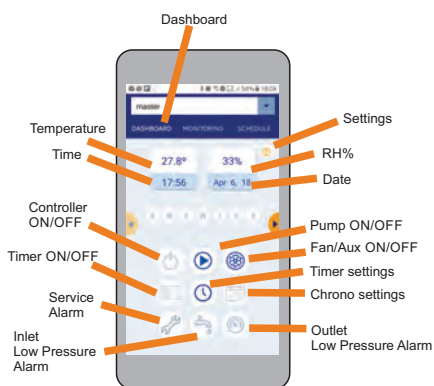 Dashboard
master
DASHBOARD MONITORING SCHEDULE
Temperature
Time
27.8°
33%
17:56
Apr 6, 18
Settings
RH%
Date
Controller
ON/OFF
Timer ON/OFF
Service
Alarm
Inlet
Low Pressure
Alarm
Pump ON/OFF
Fan/Aux ON/OFF
Timer settings
Chrono settings
Outlet
Low Pressure Alarm